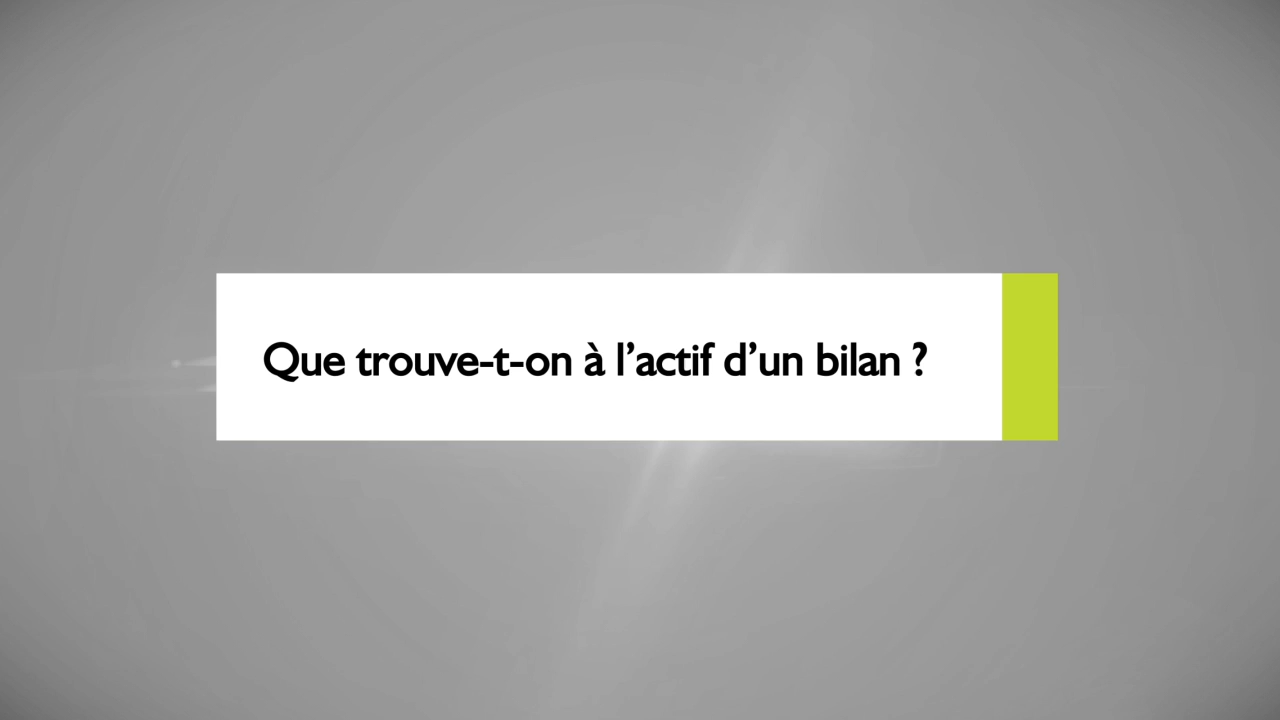 Que trouve-t-on à l’actif d’un bilan ?